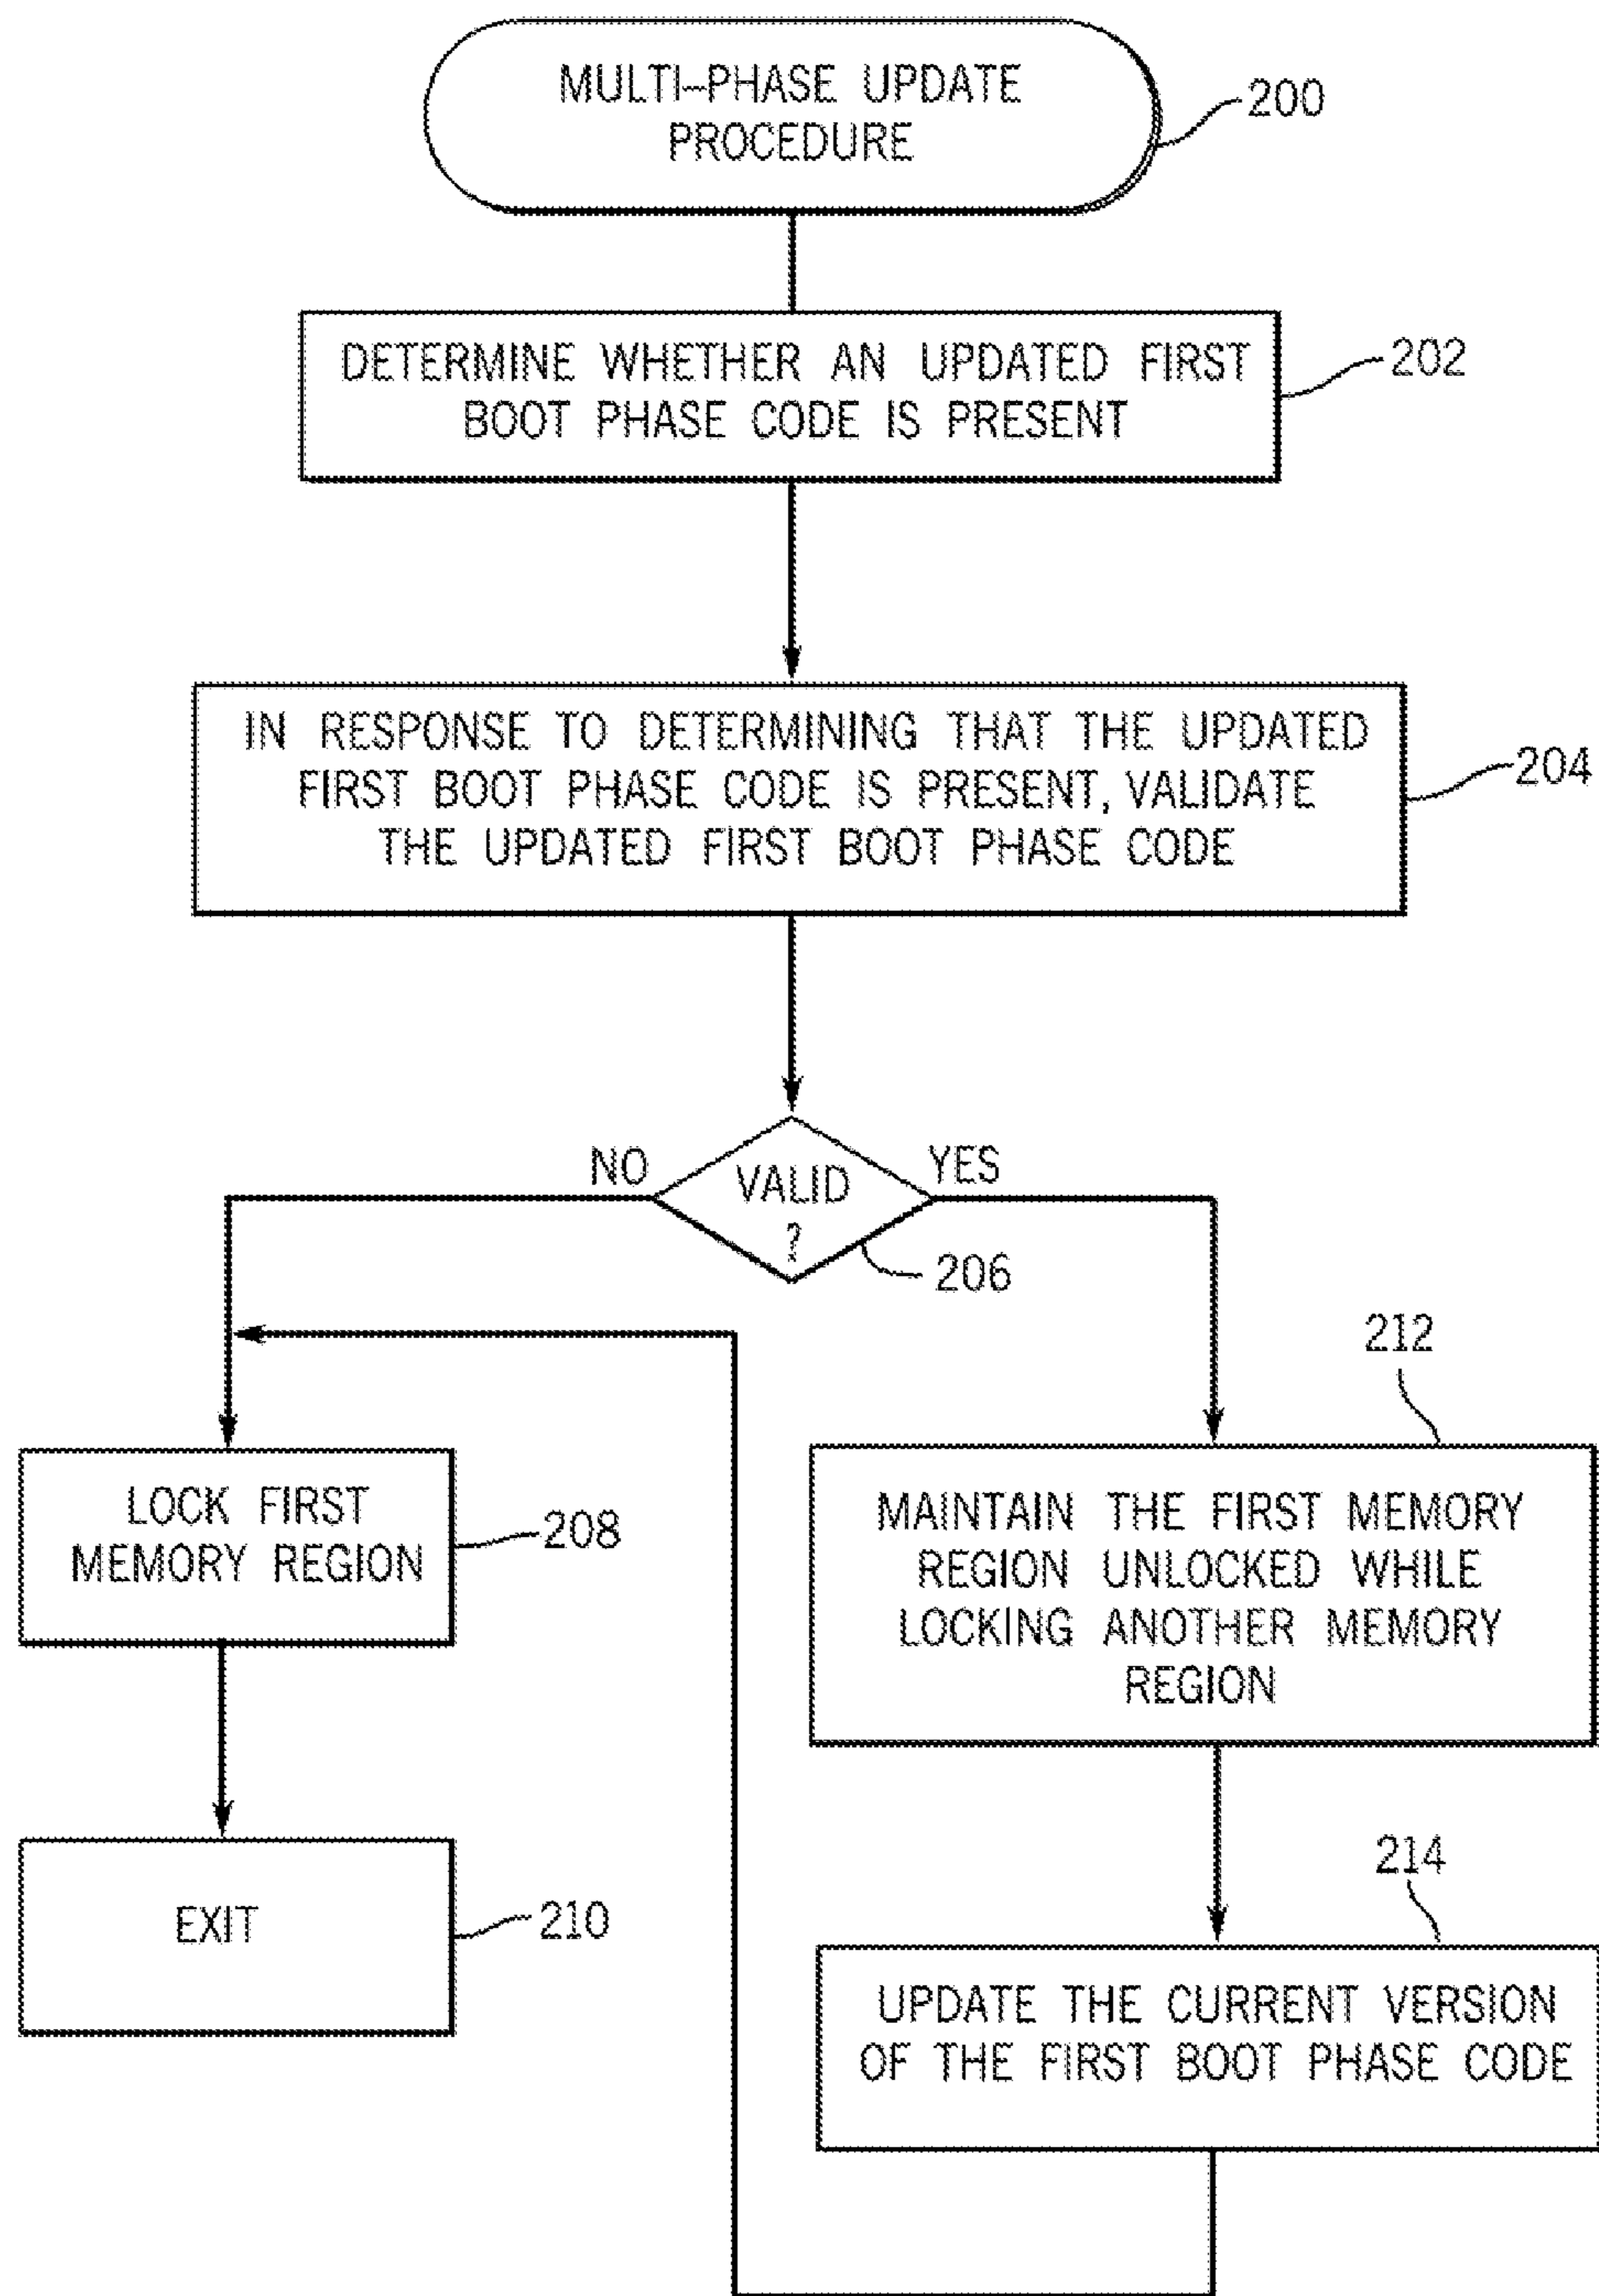 MULTI-PHASE UPDATE
PROCEDURE
200
DETERMINE WHETHER AN UPDATED FIRST
BOOT PHASE CODE IS PRESENT
202
IN RESPONSE TO DETERMINING THAT THE UPDATED
FIRST BOOT PHASE CODE IS PRESENT, VALIDATE
THE UPDATED FIRST BOOT PHASE CODE
204
NO
VALID
?
YES
206
212
LOCK FIRST
MEMORY REGION
208
MAINTAIN THE FIRST MEMORY
REGION UNLOCKED WHILE
LOCKING ANOTHER MEMORY
REGION
EXIT
210
214
UPDATE THE CURRENT VERSION
OF THE FIRST BOOT PHASE CODE